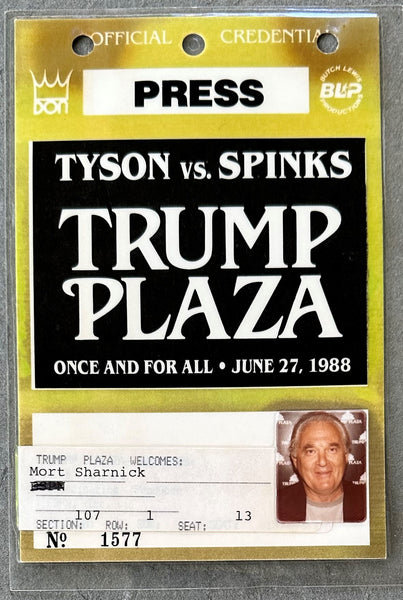 OFFICIAL CREDENTIAL
don
BUTCH LEWIS
BLP
PRODUCTIONS
PRESS
TYSON vs. SPINKS
TRUMP
PLAZA
ONCE AND FOR ALL • JUNE 27, 1988
TRUMP PLAZA WELCOMES:
Mort Sharnick
107 1 13
SECTION: ROW: SEAT:
Nº 1577